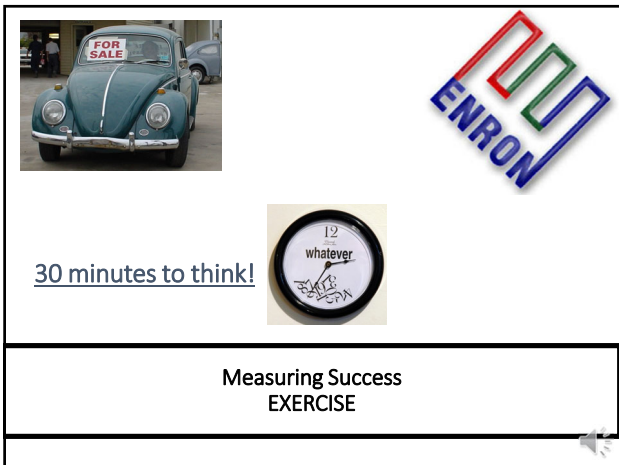 FOR
SALE
ENRON
12
whatever
30 minutes to think!
Measuring Success
EXERCISE